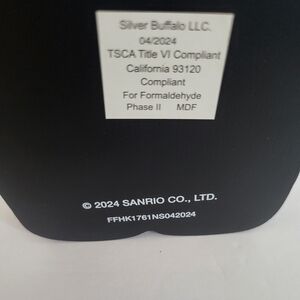 Silver Buffalo LLC.
04/2024
TSCA Title VI Compliant
California 93120
Compliant
For Formaldehyde
Phase II MDF
© 2024 SANRIO CO., LTD.
FFHK1761NS042024